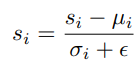 s_i = \frac{s_i - \mu_i}{\sigma_i + \epsilon}